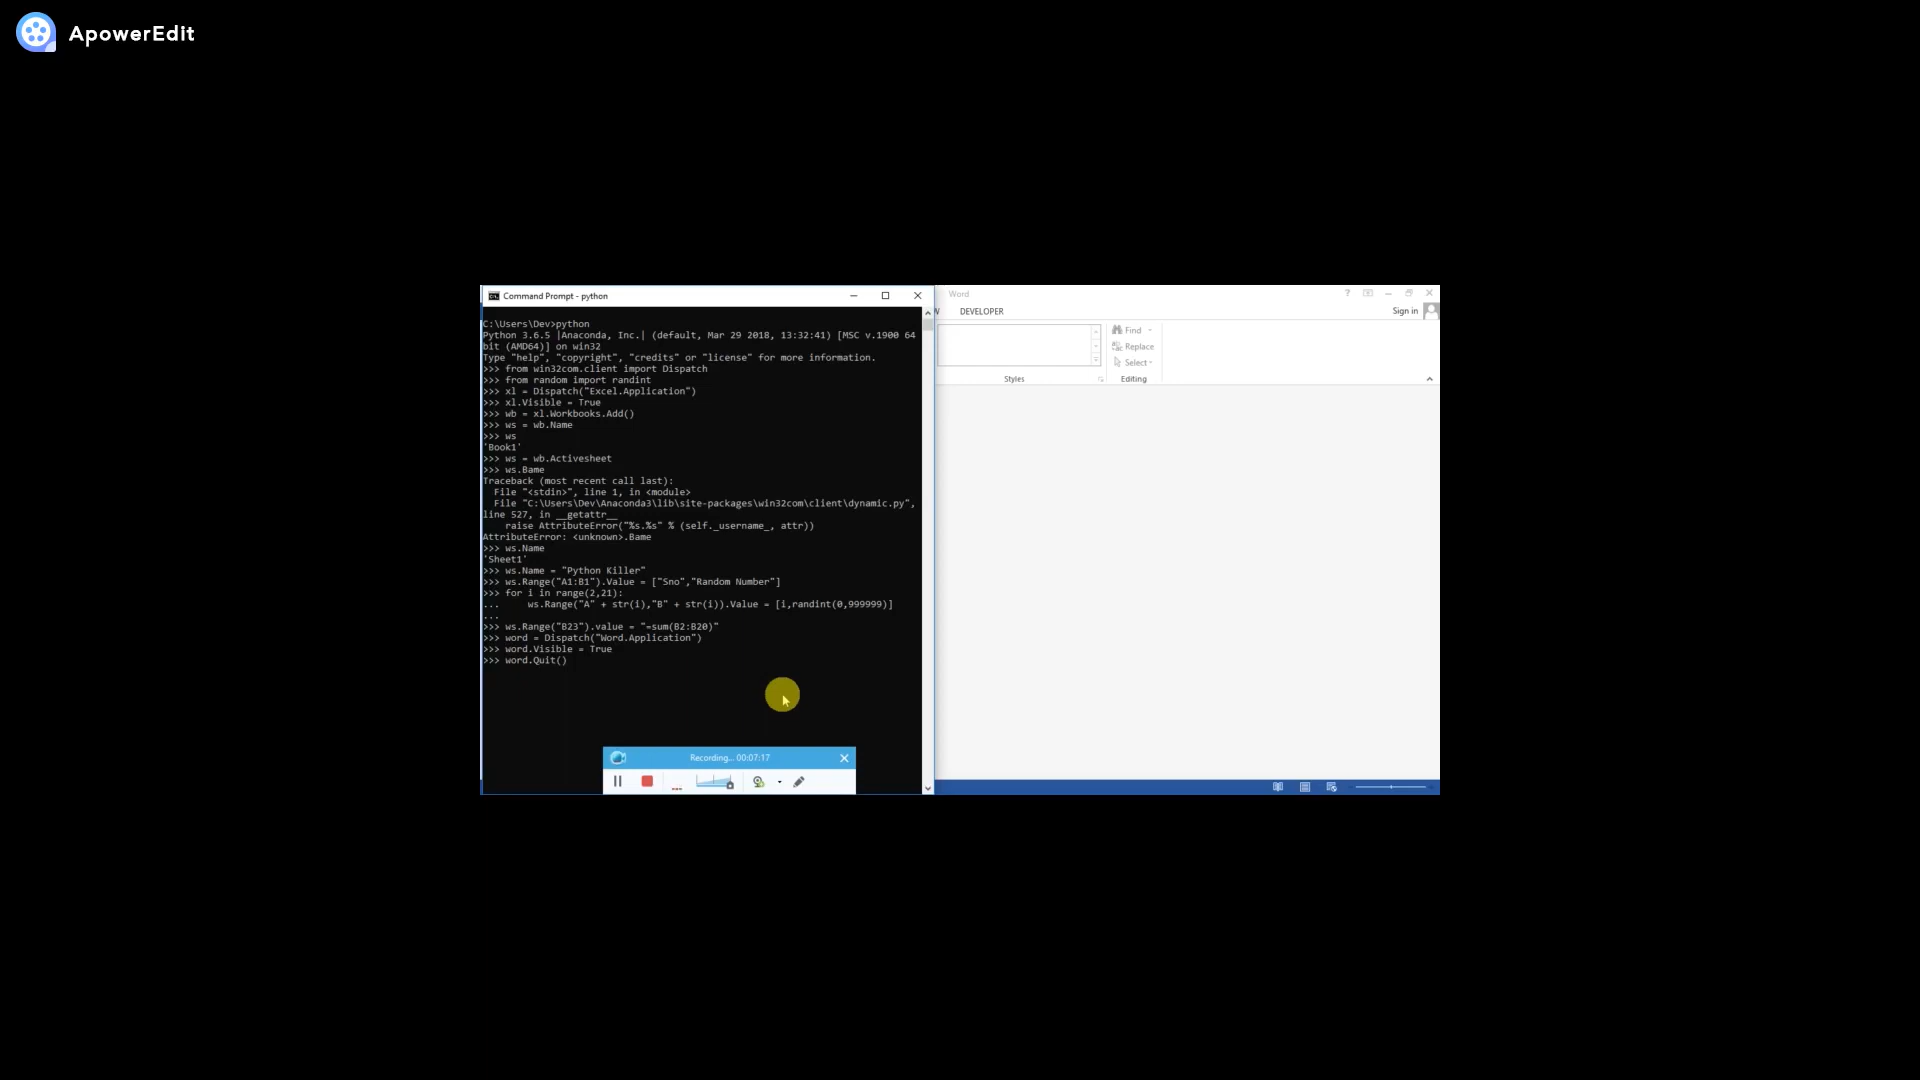 ApowerEdit
Command Prompt - python
C:\Users\Dev>python
Python 3.6.5 |Anaconda, Inc.| (default, Mar 29 2018, 13:32:41) [MSC v.1900 64
bit (AMD64)] on win32
Type "help", "copyright", "credits" or "license" for more information.
>>> from win32com.client import Dispatch
>>> from random import randint
>>> xl = Dispatch("Excel.Application")
>>> xl.Visible = True
>>> wb = xl.Workbooks.Add()
>>> ws = wb.Name
>>> ws
'Book1'
>>> ws = wb.Activesheet
>>> ws.Bame
Traceback (most recent call last):
  File "<stdin>", line 1, in <module>
  File "C:\Users\Dev\Anaconda3\lib\site-packages\win32com\client\dynamic.py",
line 527, in __getattr__
    raise AttributeError("%s.%s" % (self._username_, attr))
AttributeError: <unknown>.Bame
>>> ws.Name
'Sheet1'
>>> ws.Name = "Python Killer"
>>> ws.Range("A1:B1").Value = ["Sno","Random Number"]
>>> for i in range(2,21):
...     ws.Range("A" + str(i),"B" + str(i)).Value = [i,randint(0,999999)]
...
>>> ws.Range("B23").value = "=sum(B2:B20)"
>>> word = Dispatch("Word.Application")
>>> word.Visible = True
>>> word.Quit()
Recording... 00:07:17
Word
W DEVELOPER
Sign in
Find
Replace
Select
Styles
Editing